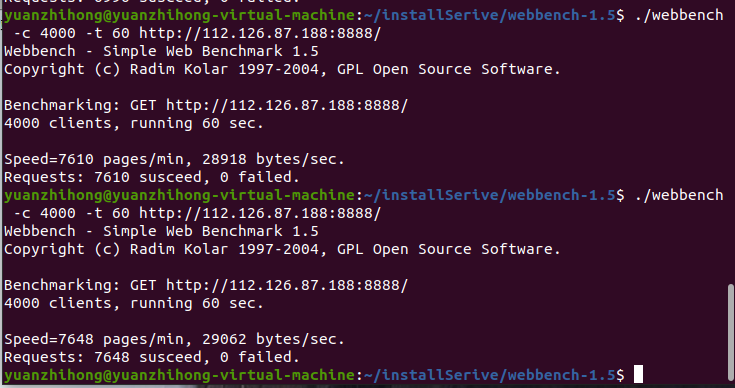 Requests: 6990 susceed, 0 failed.
yuanzhihong@yuanzhihong-virtual-machine:~/installSerive/webbench-1.5$ ./webbench
 -c 4000 -t 60 http://112.126.87.188:8888/
Webbench - Simple Web Benchmark 1.5
Copyright (c) Radim Kolar 1997-2004, GPL Open Source Software.

Benchmarking: GET http://112.126.87.188:8888/
4000 clients, running 60 sec.

Speed=7610 pages/min, 28918 bytes/sec.
Requests: 7610 susceed, 0 failed.
yuanzhihong@yuanzhihong-virtual-machine:~/installSerive/webbench-1.5$ ./webbench
 -c 4000 -t 60 http://112.126.87.188:8888/
Webbench - Simple Web Benchmark 1.5
Copyright (c) Radim Kolar 1997-2004, GPL Open Source Software.

Benchmarking: GET http://112.126.87.188:8888/
4000 clients, running 60 sec.

Speed=7648 pages/min, 29062 bytes/sec.
Requests: 7648 susceed, 0 failed.
yuanzhihong@yuanzhihong-virtual-machine:~/installSerive/webbench-1.5$